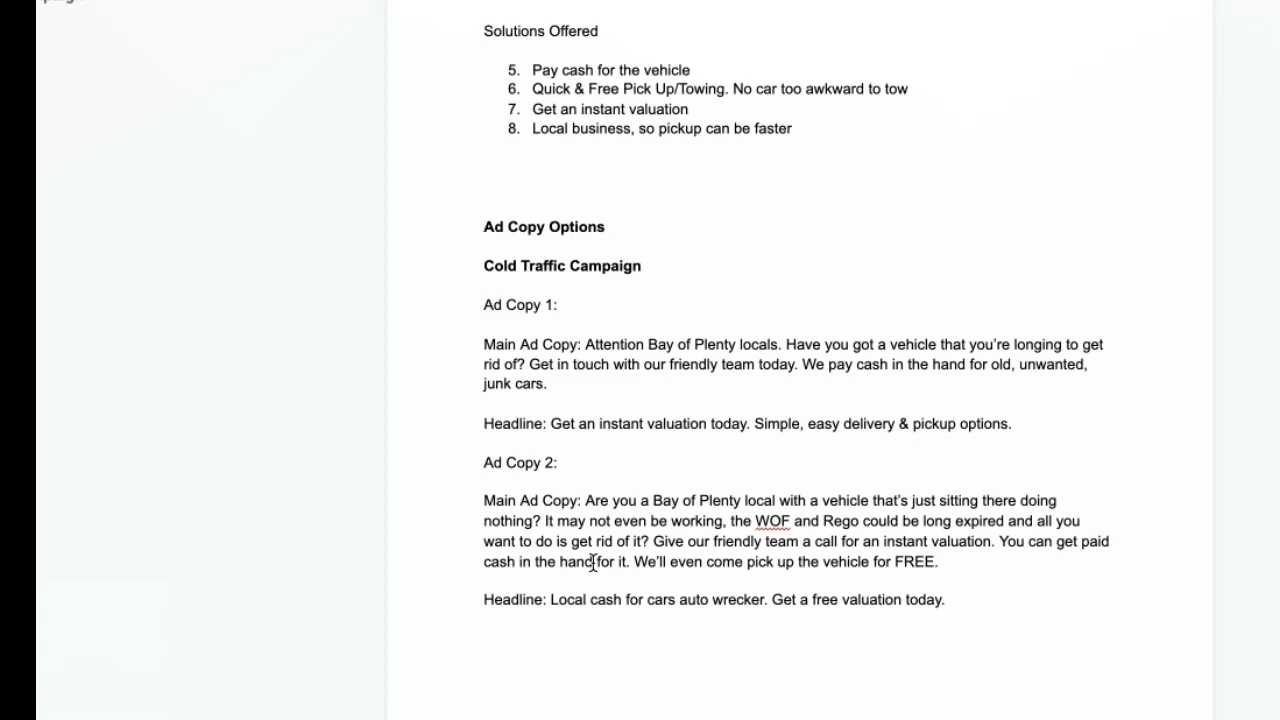 Solutions Offered
5. Pay cash for the vehicle
6. Quick & Free Pick Up/Towing. No car too awkward to tow
7. Get an instant valuation
8. Local business, so pickup can be faster
Ad Copy Options
Cold Traffic Campaign
Ad Copy 1:
Main Ad Copy: Attention Bay of Plenty locals. Have you got a vehicle that you’re longing to get
rid of? Get in touch with our friendly team today. We pay cash in the hand for old, unwanted,
junk cars.
Headline: Get an instant valuation today. Simple, easy delivery & pickup options.
Ad Copy 2:
Main Ad Copy: Are you a Bay of Plenty local with a vehicle that’s just sitting there doing
nothing? It may not even be working, the WOF and Rego could be long expired and all you
want to do is get rid of it? Give our friendly team a call for an instant valuation. You can get paid
cash in the hand for it. We’ll even come pick up the vehicle for FREE.
Headline: Local cash for cars auto wrecker. Get a free valuation today.